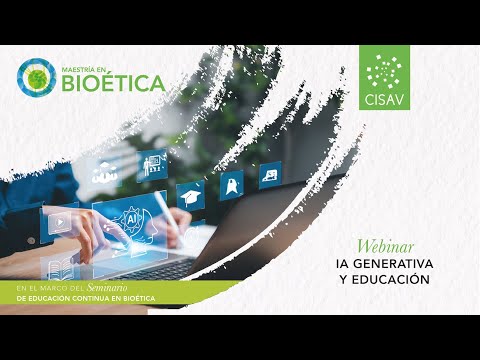 MAESTRÍA EN
BIOÉTICA
CISAV
AI
Webinar
IA GENERATIVA
Y EDUCACIÓN
EN EL MARCO DEL Seminario
DE EDUCACIÓN CONTINUA EN BIOÉTICA